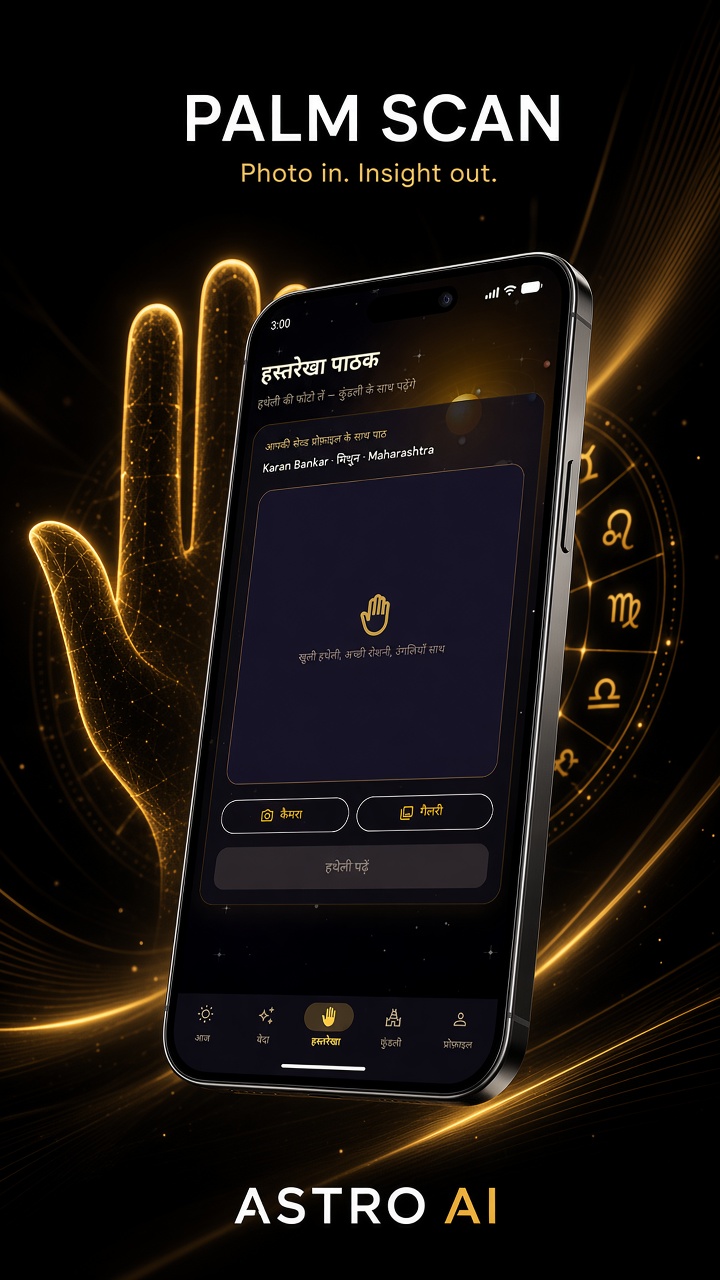 PALM SCAN
Photo in. Insight out.
3:00
हस्तरेखा पाठक
हथेली की फोटो लें – कुंडली के साथ पढ़ेंगे
आपकी सेव्ड प्रोफ़ाइल के साथ पाठ
Karan Bankar · मिथुन · Maharashtra
खुली हथेली, अच्छी रोशनी, उंगलियाँ साथ
कैमरा
गैलरी
हथेली पढ़ें
आज
वेदा
हस्तरेखा
कुंडली
प्रोफ़ाइल
ASTRO AI